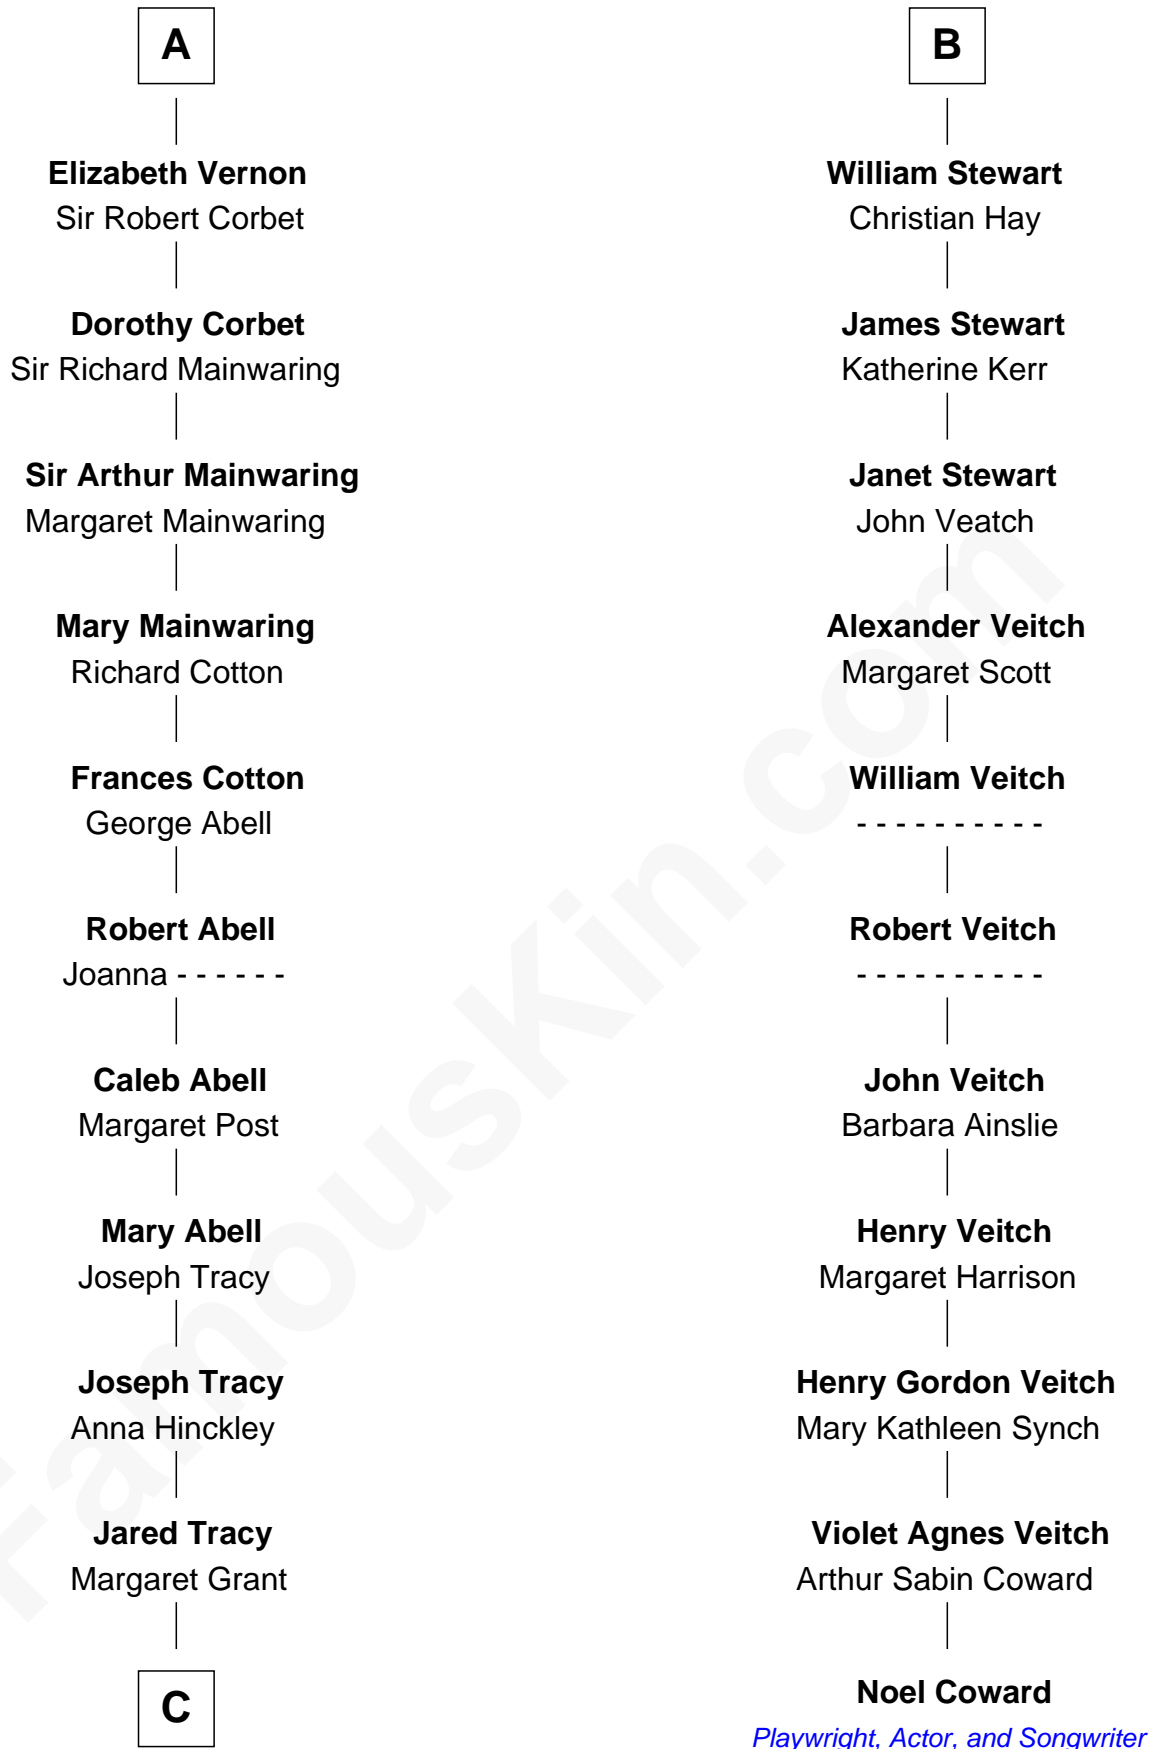 A
Elizabeth Vernon
Sir Robert Corbet
Dorothy Corbet
Sir Richard Mainwaring
Sir Arthur Mainwaring
Margaret Mainwaring
Mary Mainwaring
Richard Cotton
Frances Cotton
George Abell
Robert Abell
Joanna - - - - - -
Caleb Abell
Margaret Post
Mary Abell
Joseph Tracy
Joseph Tracy
Anna Hinckley
Jared Tracy
Margaret Grant
C
B
William Stewart
Christian Hay
James Stewart
Katherine Kerr
Janet Stewart
John Veatch
Alexander Veitch
Margaret Scott
William Veitch
- - - - - - - - - -
Robert Veitch
- - - - - - - - - -
John Veitch
Barbara Ainslie
Henry Veitch
Margaret Harrison
Henry Gordon Veitch
Mary Kathleen Synch
Violet Agnes Veitch
Arthur Sabin Coward
Noel Coward
Playwright, Actor, and Songwriter
FamousKin.com